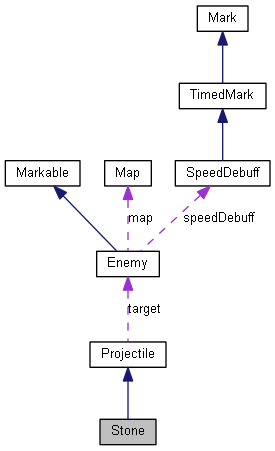 Mark
TimedMark
Markable
Map
SpeedDebuff
map
speedDebuff
Enemy
target
Projectile
Stone